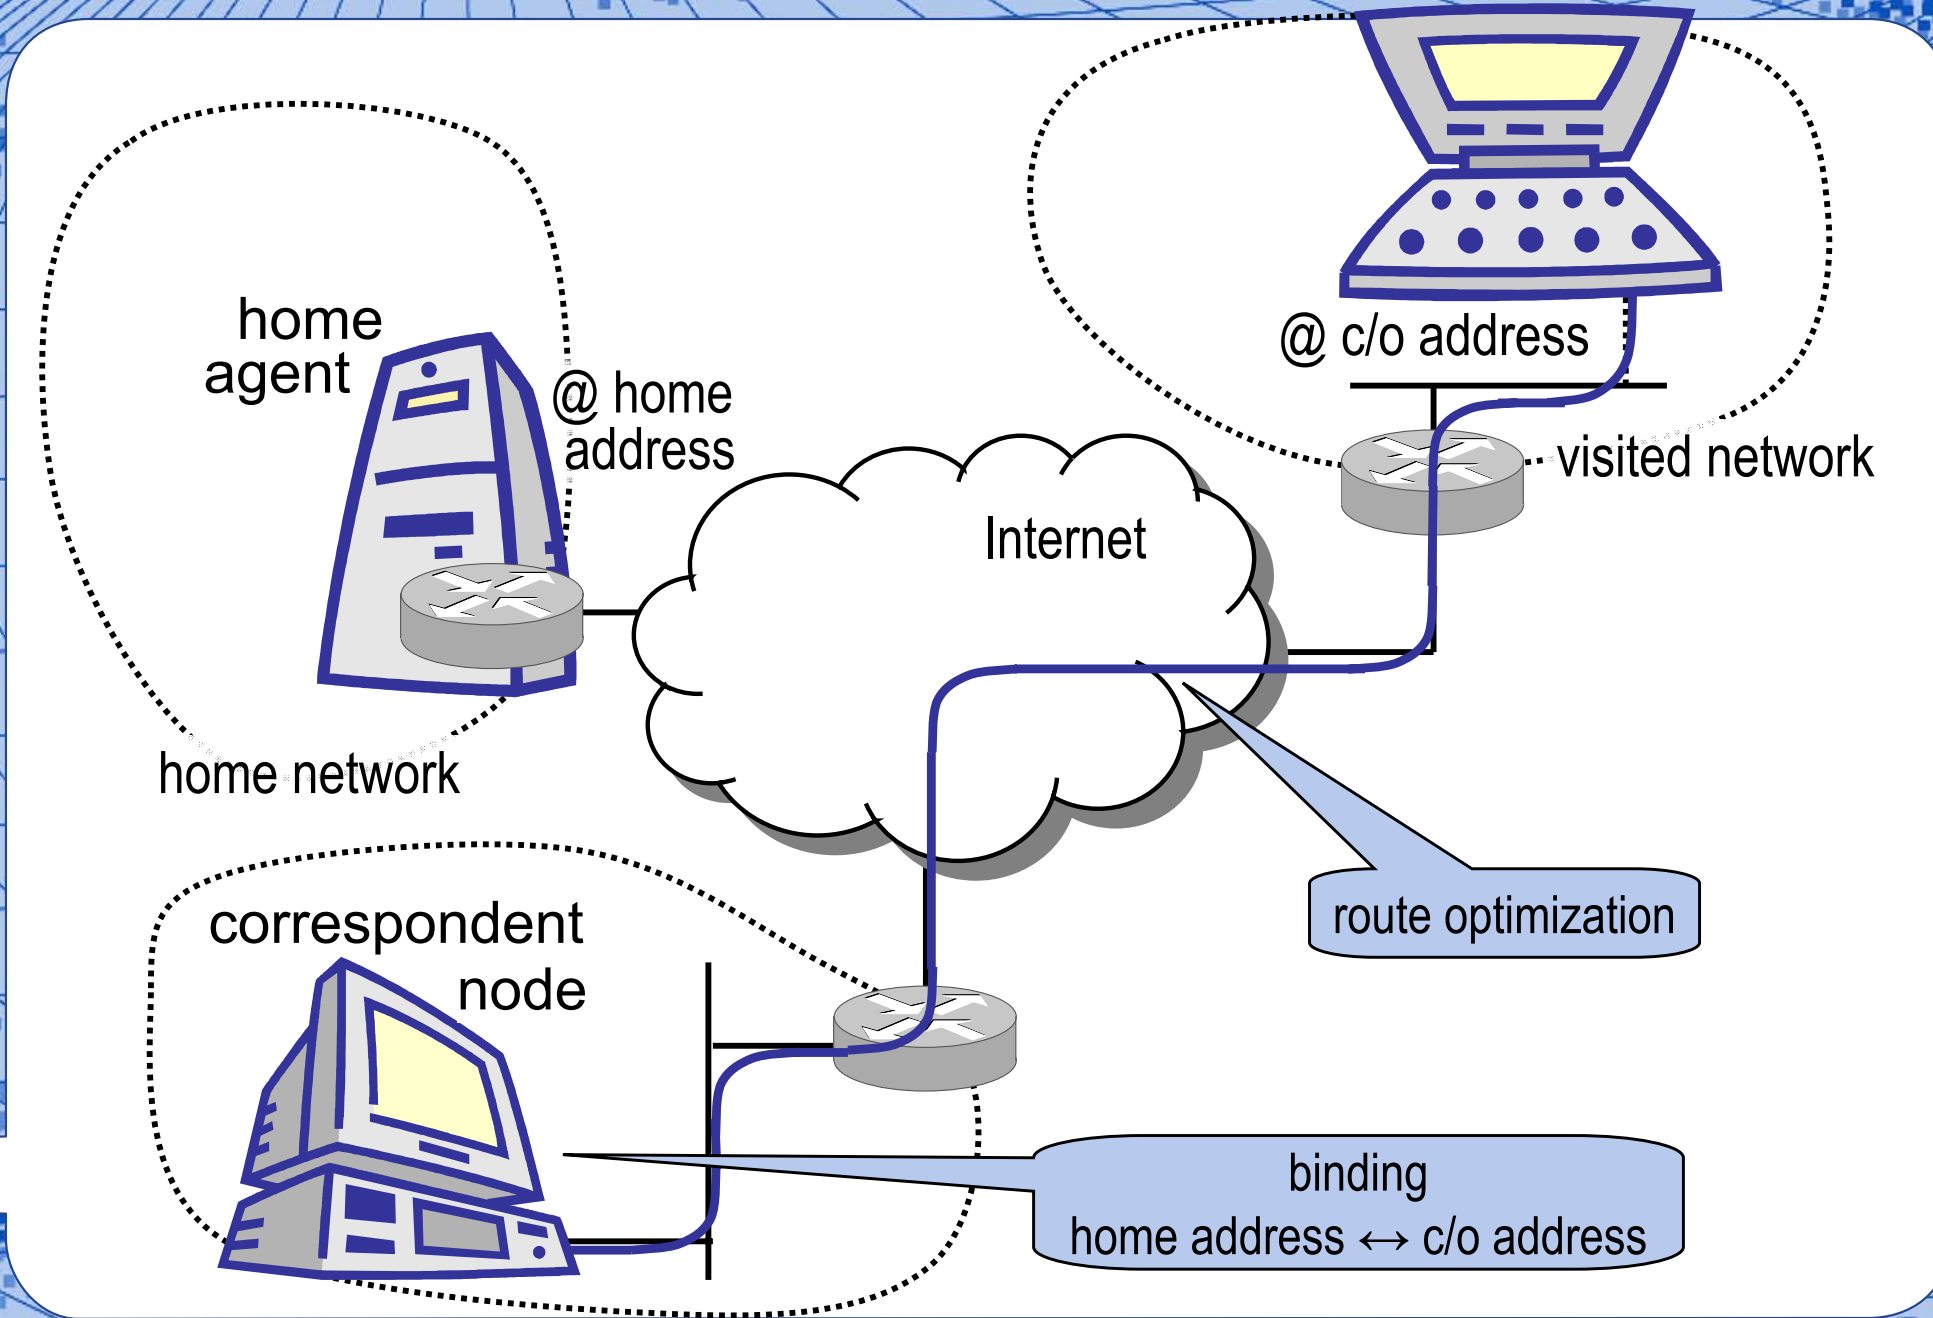 home
agent
@ home
address
home network
@ c/o address
visited network
Internet
route optimization
correspondent
node
binding
home address ↔ c/o address